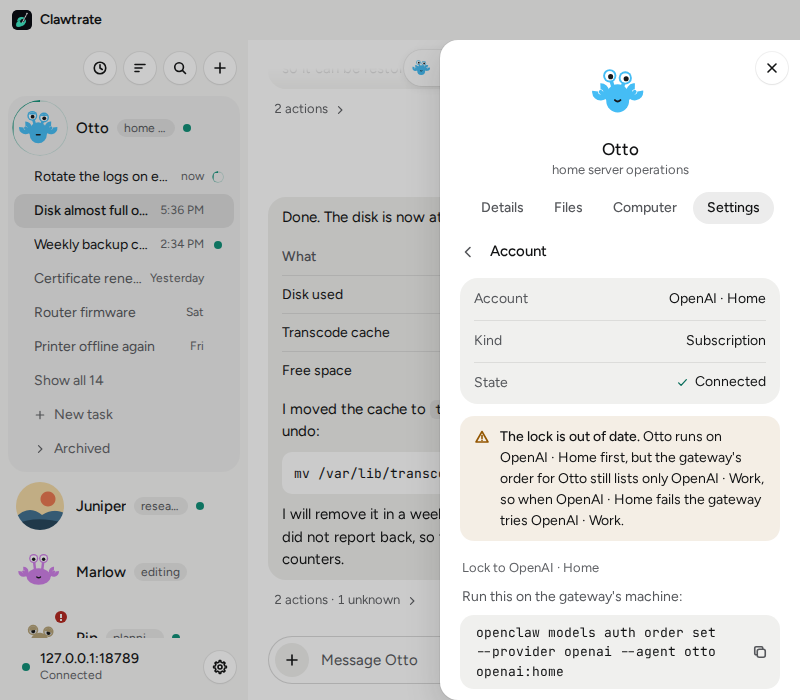 Clawtrate
Otto
home ...
Rotate the logs on e... now
Disk almost full o... 5:36 PM
Weekly backup c... 2:34 PM
Certificate rene... Yesterday
Router firmware Sat
Printer offline again Fri
Show all 14
New task
Archived
Juniper resea...
Marlow editing
127.0.0.1:18789
Connected
2 actions
Done. The disk is now at
What
Disk used
Transcode cache
Free space
I moved the cache to t
undo:
mv /var/lib/transc
I will remove it in a week
did not report back, so
counters.
2 actions · 1 unknown
Message Otto
Otto
home server operations
Details Files Computer Settings
Account
Account OpenAI · Home
Kind Subscription
State Connected
The lock is out of date. Otto runs on
OpenAI · Home first, but the gateway's
order for Otto still lists only OpenAI · Work,
so when OpenAI · Home fails the gateway
tries OpenAI · Work.
Lock to OpenAI · Home
Run this on the gateway's machine:
openclaw models auth order set
--provider openai --agent otto
openai:home